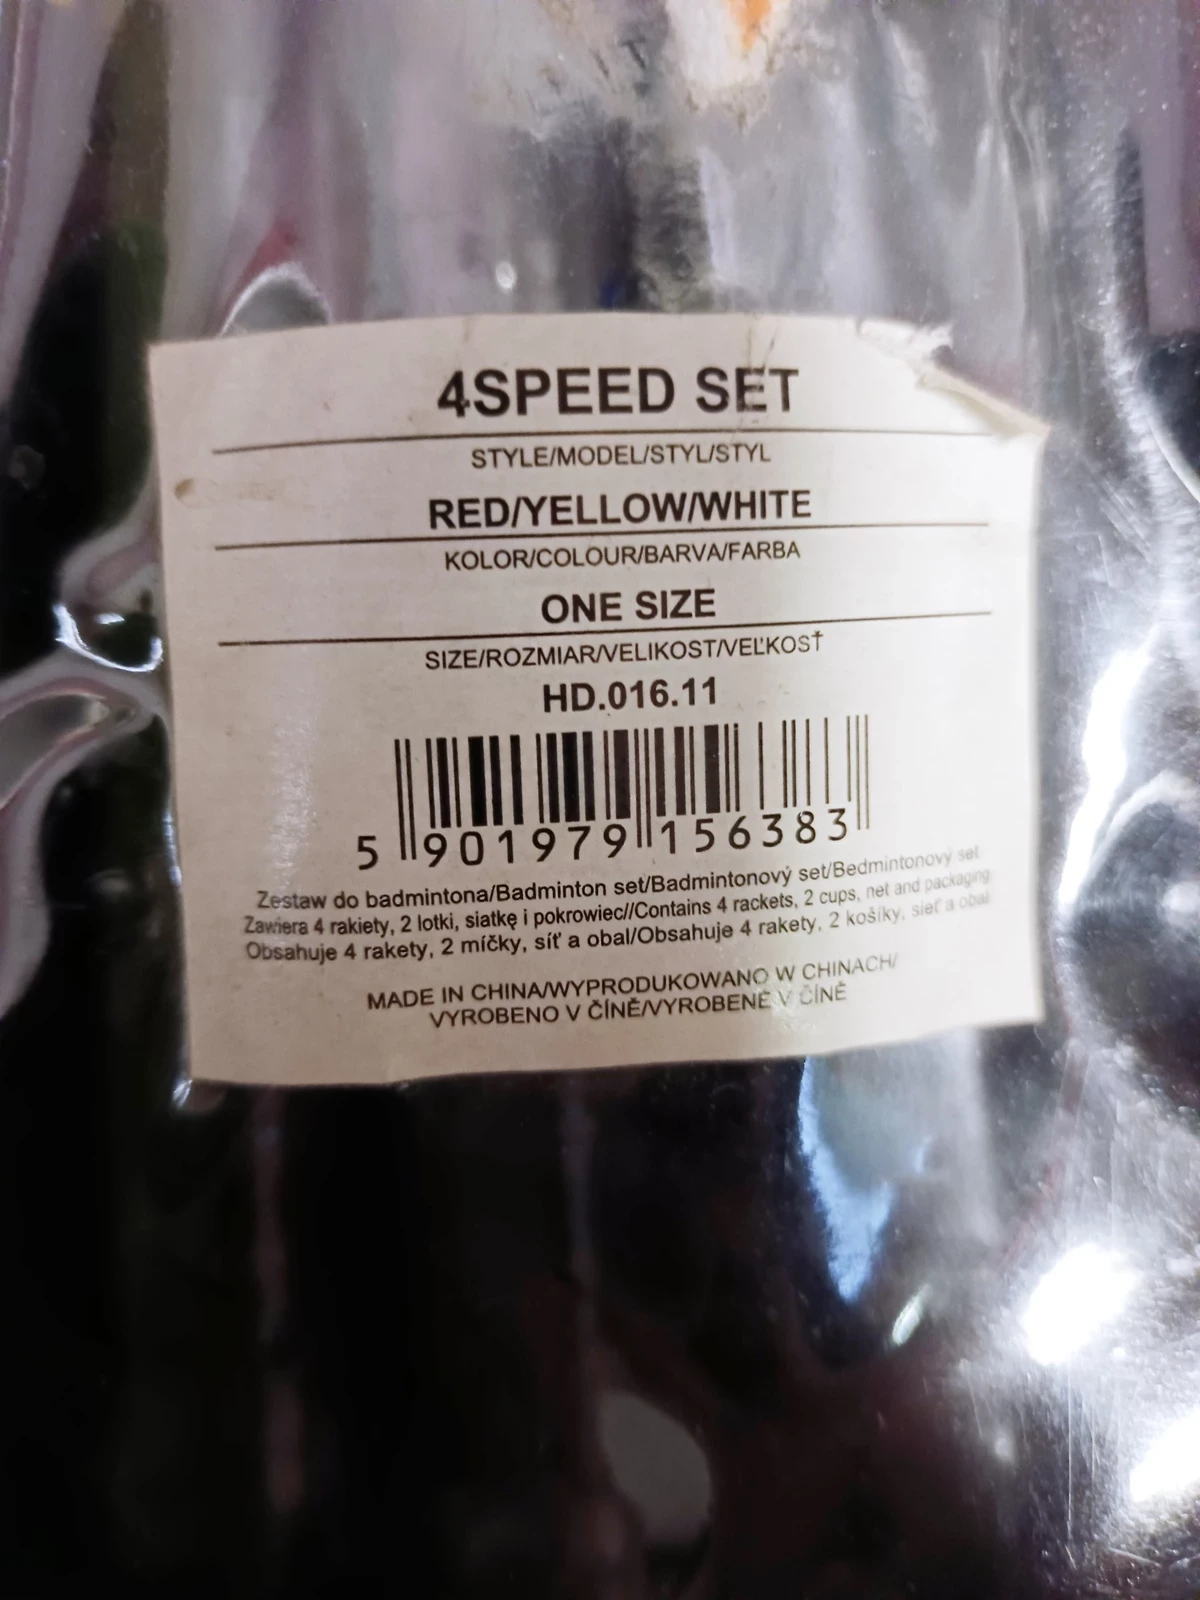 4SPEED SET
STYLE/MODEL/STYL/STYL
RED/YELLOW/WHITE
KOLOR/COLOUR/BARVA/FARBA
ONE SIZE
SIZE/ROZMIAR/VELIKOST/VEĽKOSŤ
HD.016.11
5 901979 156383
Zestaw do badmintona/Badminton set/Badmintonový set/Bedmintonový set
Zawiera 4 rakiety, 2 lotki, siatkę i pokrowiec//Contains 4 rackets, 2 cups, net and packaging
Obsahuje 4 rakety, 2 míčky, síť a obal/Obsahuje 4 rakety, 2 košíky, sieť a obal
MADE IN CHINA/WYPRODUKOWANO W CHINACH/
VYROBENO V ČÍNĚ/VYROBENÉ V ČÍNĚ